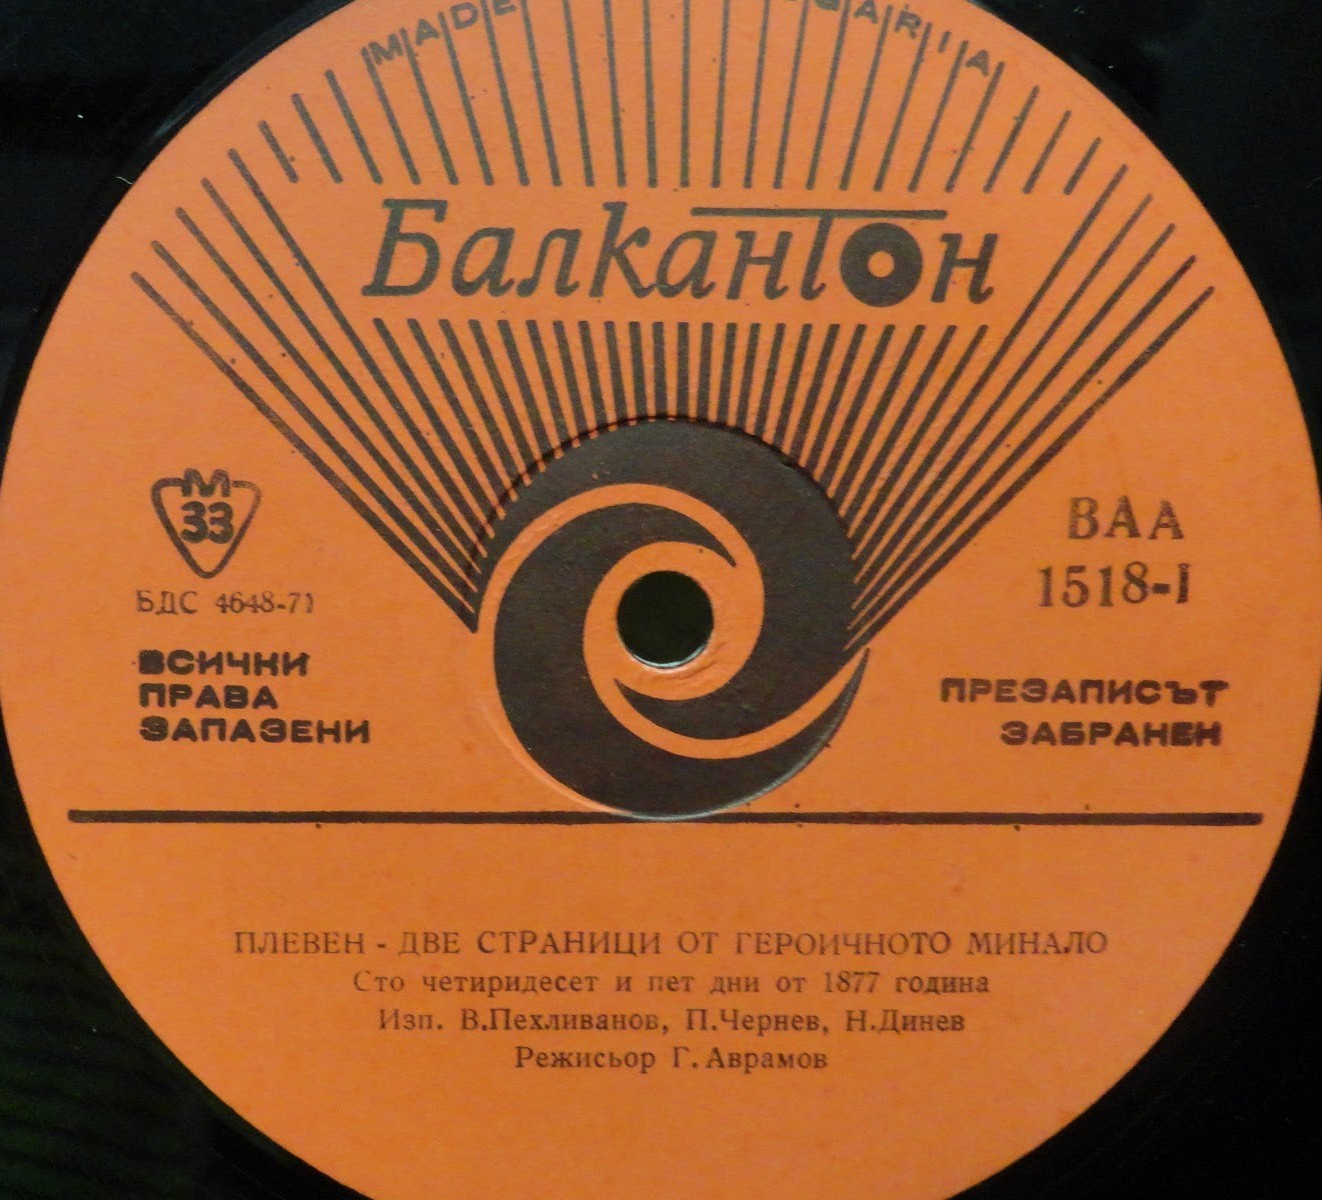 MADE
GARIA
Балкантон
М
33
БДС 4648-71
ВСИЧКИ
ПРАВА
ЗАПАЗЕНИ
ВАА
1518-I
ПРЕЗАПИСЪТ
ЗАБРАНЕН
ПЛЕВЕН - ДВЕ СТРАНИЦИ ОТ ГЕРОИЧНОТО МИНАЛО
Сто четиридесет и пет дни от 1877 година
Изп. В.Пехливанов, П.Чернев, Н.Динев
Режисьор Г.Аврамов